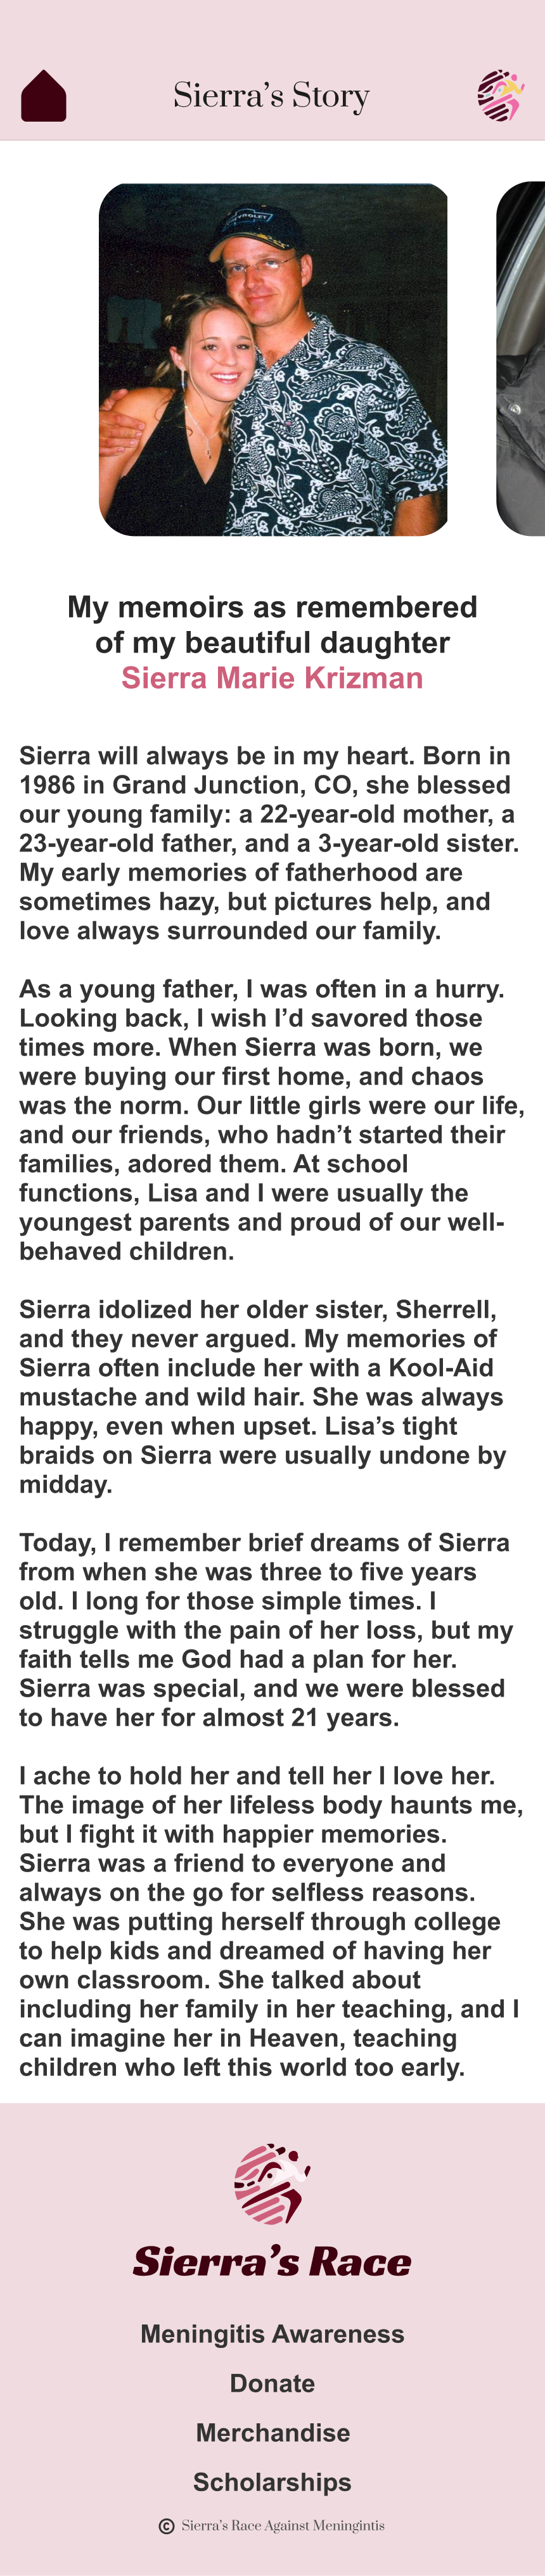 Sierra’s Story
My memoirs as remembered
of my beautiful daughter
Sierra Marie Krizman
Sierra will always be in my heart. Born in
1986 in Grand Junction, CO, she blessed
our young family: a 22-year-old mother, a
23-year-old father, and a 3-year-old sister.
My early memories of fatherhood are
sometimes hazy, but pictures help, and
love always surrounded our family.
As a young father, I was often in a hurry.
Looking back, I wish I’d savored those
times more. When Sierra was born, we
were buying our first home, and chaos
was the norm. Our little girls were our life,
and our friends, who hadn’t started their
families, adored them. At school
functions, Lisa and I were usually the
youngest parents and proud of our well-
behaved children.
Sierra idolized her older sister, Sherrell,
and they never argued. My memories of
Sierra often include her with a Kool-Aid
mustache and wild hair. She was always
happy, even when upset. Lisa’s tight
braids on Sierra were usually undone by
midday.
Today, I remember brief dreams of Sierra
from when she was three to five years
old. I long for those simple times. I
struggle with the pain of her loss, but my
faith tells me God had a plan for her.
Sierra was special, and we were blessed
to have her for almost 21 years.
I ache to hold her and tell her I love her.
The image of her lifeless body haunts me,
but I fight it with happier memories.
Sierra was a friend to everyone and
always on the go for selfless reasons.
She was putting herself through college
to help kids and dreamed of having her
own classroom. She talked about
including her family in her teaching, and I
can imagine her in Heaven, teaching
children who left this world too early.
Sierra’s Race
Meningitis Awareness
Donate
Merchandise
Scholarships
© Sierra’s Race Against Meningintis